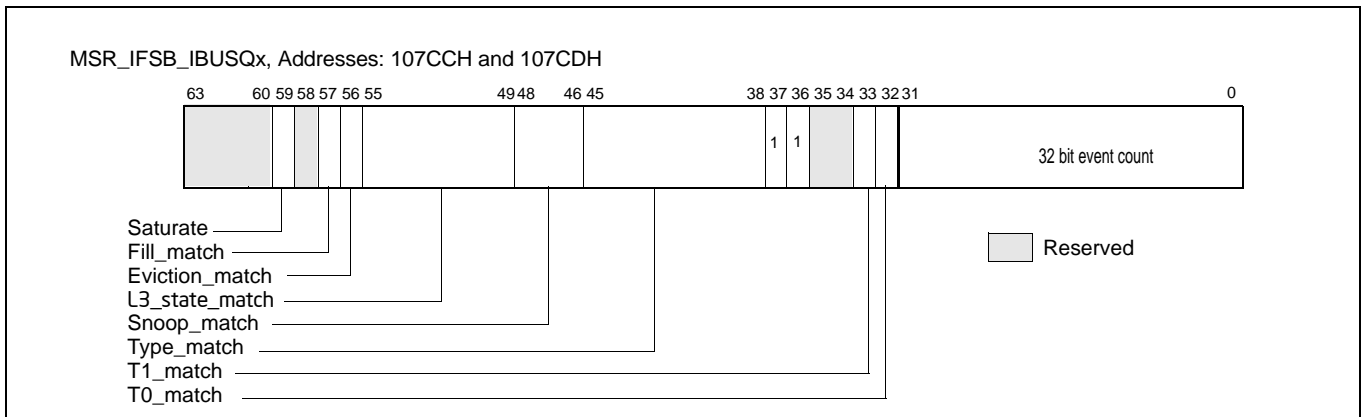 MSR_IFSB_IBUSQx, Addresses: 107CCH and 107CDH
63 60 59 58 57 56 55 49 48 46 45 38 37 36 35 34 33 32 31 0
1 1 32 bit event count
Saturate
Fill_match
Reserved
Eviction_match
L3_state_match
Snoop_match
Type_match
T1_match
T0_match